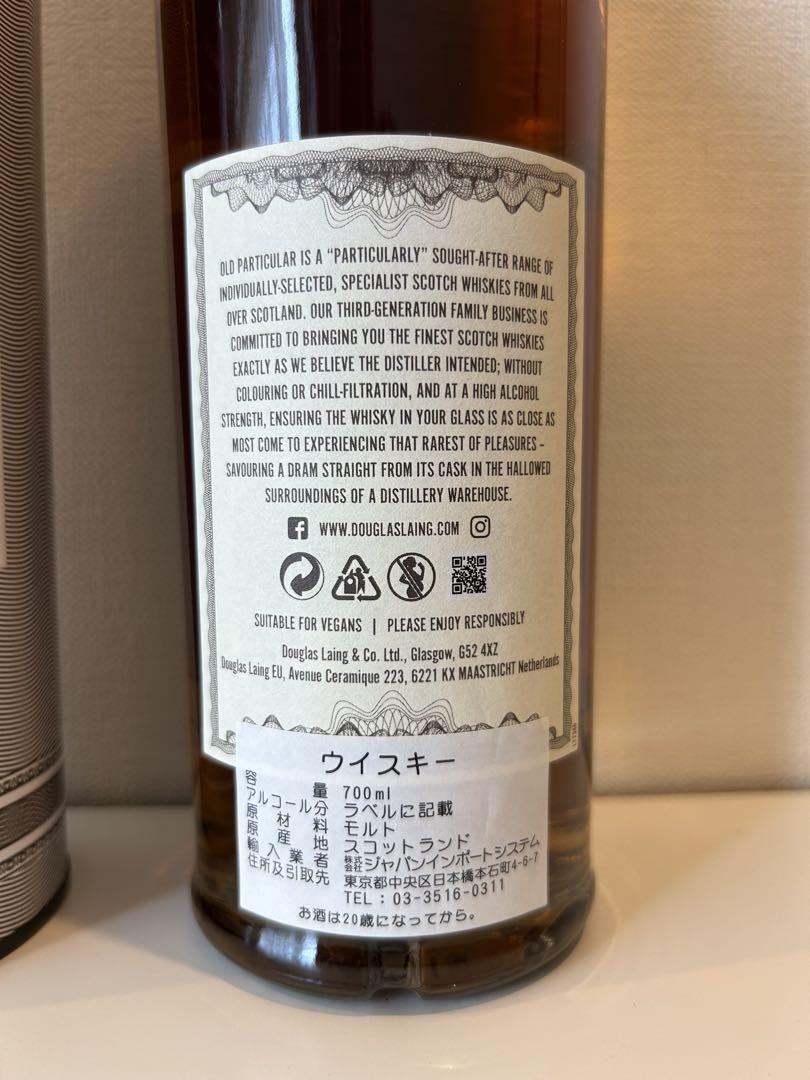 OLD PARTICULAR IS A “PARTICULARLY” SOUGHT-AFTER RANGE OF
INDIVIDUALLY-SELECTED, SPECIALIST SCOTCH WHISKIES FROM ALL
OVER SCOTLAND. OUR THIRD-GENERATION FAMILY BUSINESS IS
COMMITTED TO BRINGING YOU THE FINEST SCOTCH WHISKIES
EXACTLY AS WE BELIEVE THE DISTILLER INTENDED; WITHOUT
COLOURING OR CHILL-FILTRATION, AND AT A HIGH ALCOHOL
STRENGTH, ENSURING THE WHISKY IN YOUR GLASS IS AS CLOSE AS
MOST COME TO EXPERIENCING THAT RAREST OF PLEASURES –
SAVOURING A DRAM STRAIGHT FROM ITS CASK IN THE HALLOWED
SURROUNDINGS OF A DISTILLERY WAREHOUSE.
WWW.DOUGLASLAING.COM
SUITABLE FOR VEGANS | PLEASE ENJOY RESPONSIBLY
Douglas Laing & Co. Ltd., Glasgow, G52 4XZ
Douglas Laing EU, Avenue Ceramique 223, 6221 KX MAASTRICHT Netherlands
ウイスキー
容量 700ml
アルコール分 ラベルに記載
原材料 モルト
原産地 スコットランド
輸入業者 株式会社ジャパンインポートシステム
住所及引取先 東京都中央区日本橋本石町4-6-7
TEL：03-3516-0311
お酒は20歳になってから。